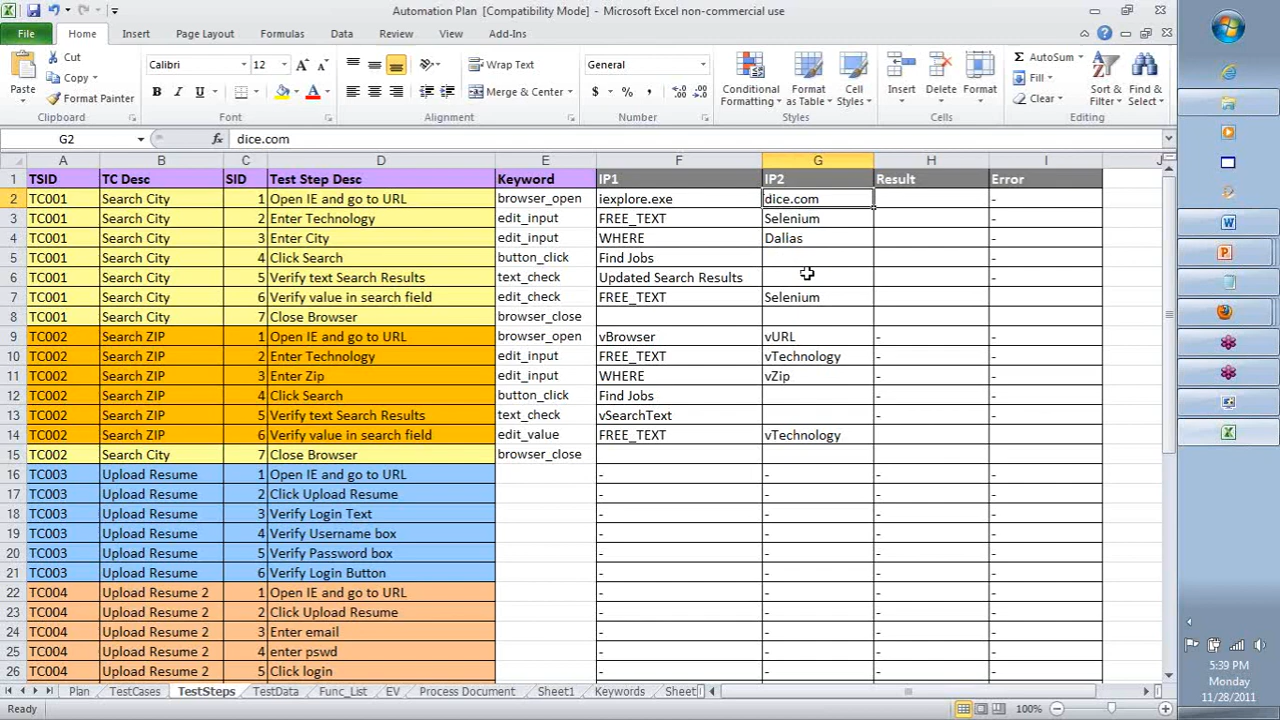 Automation Plan [Compatibility Mode] - Microsoft Excel non-commercial use
File Home Insert Page Layout Formulas Data Review View Add-Ins
Paste Cut Copy Format Painter Clipboard
Calibri 12 B I U A A A Font
Wrap Text Merge & Center Alignment
General $ % , Number
Conditional Formatting Format as Table Cell Styles Styles
Insert Delete Format Cells
Σ AutoSum Fill Clear Sort & Filter Find & Select Editing
G2 fx dice.com
A B C D E F G H I J
1 TSID TC Desc SID Test Step Desc Keyword IP1 IP2 Result Error
2 TC001 Search City 1 Open IE and go to URL browser_open iexplore.exe dice.com -
3 TC001 Search City 2 Enter Technology edit_input FREE_TEXT Selenium -
4 TC001 Search City 3 Enter City edit_input WHERE Dallas -
5 TC001 Search City 4 Click Search button_click Find Jobs -
6 TC001 Search City 5 Verify text Search Results text_check Updated Search Results -
7 TC001 Search City 6 Verify value in search field edit_check FREE_TEXT Selenium
8 TC001 Search City 7 Close Browser browser_close
9 TC002 Search ZIP 1 Open IE and go to URL browser_open vBrowser vURL - -
10 TC002 Search ZIP 2 Enter Technology edit_input FREE_TEXT vTechnology - -
11 TC002 Search ZIP 3 Enter Zip edit_input WHERE vZip - -
12 TC002 Search ZIP 4 Click Search button_click Find Jobs - -
13 TC002 Search ZIP 5 Verify text Search Results text_check vSearchText - -
14 TC002 Search ZIP 6 Verify value in search field edit_value FREE_TEXT vTechnology
15 TC002 Search City 7 Close Browser browser_close
16 TC003 Upload Resume 1 Open IE and go to URL - - - -
17 TC003 Upload Resume 2 Click Upload Resume - - - -
18 TC003 Upload Resume 3 Verify Login Text - - - -
19 TC003 Upload Resume 4 Verify Username box - - - -
20 TC003 Upload Resume 5 Verify Password box - - - -
21 TC003 Upload Resume 6 Verify Login Button - - - -
22 TC004 Upload Resume 2 1 Open IE and go to URL - - - -
23 TC004 Upload Resume 2 2 Click Upload Resume - - - -
24 TC004 Upload Resume 2 3 Enter email - - - -
25 TC004 Upload Resume 2 4 enter pswd - - - -
26 TC004 Upload Resume 2 5 Click login - - - -
Plan TestCases TestSteps TestData Func_List EV Process Document Sheet1 Keywords Sheet
Ready 100%
5:39 PM
Monday
11/28/2011